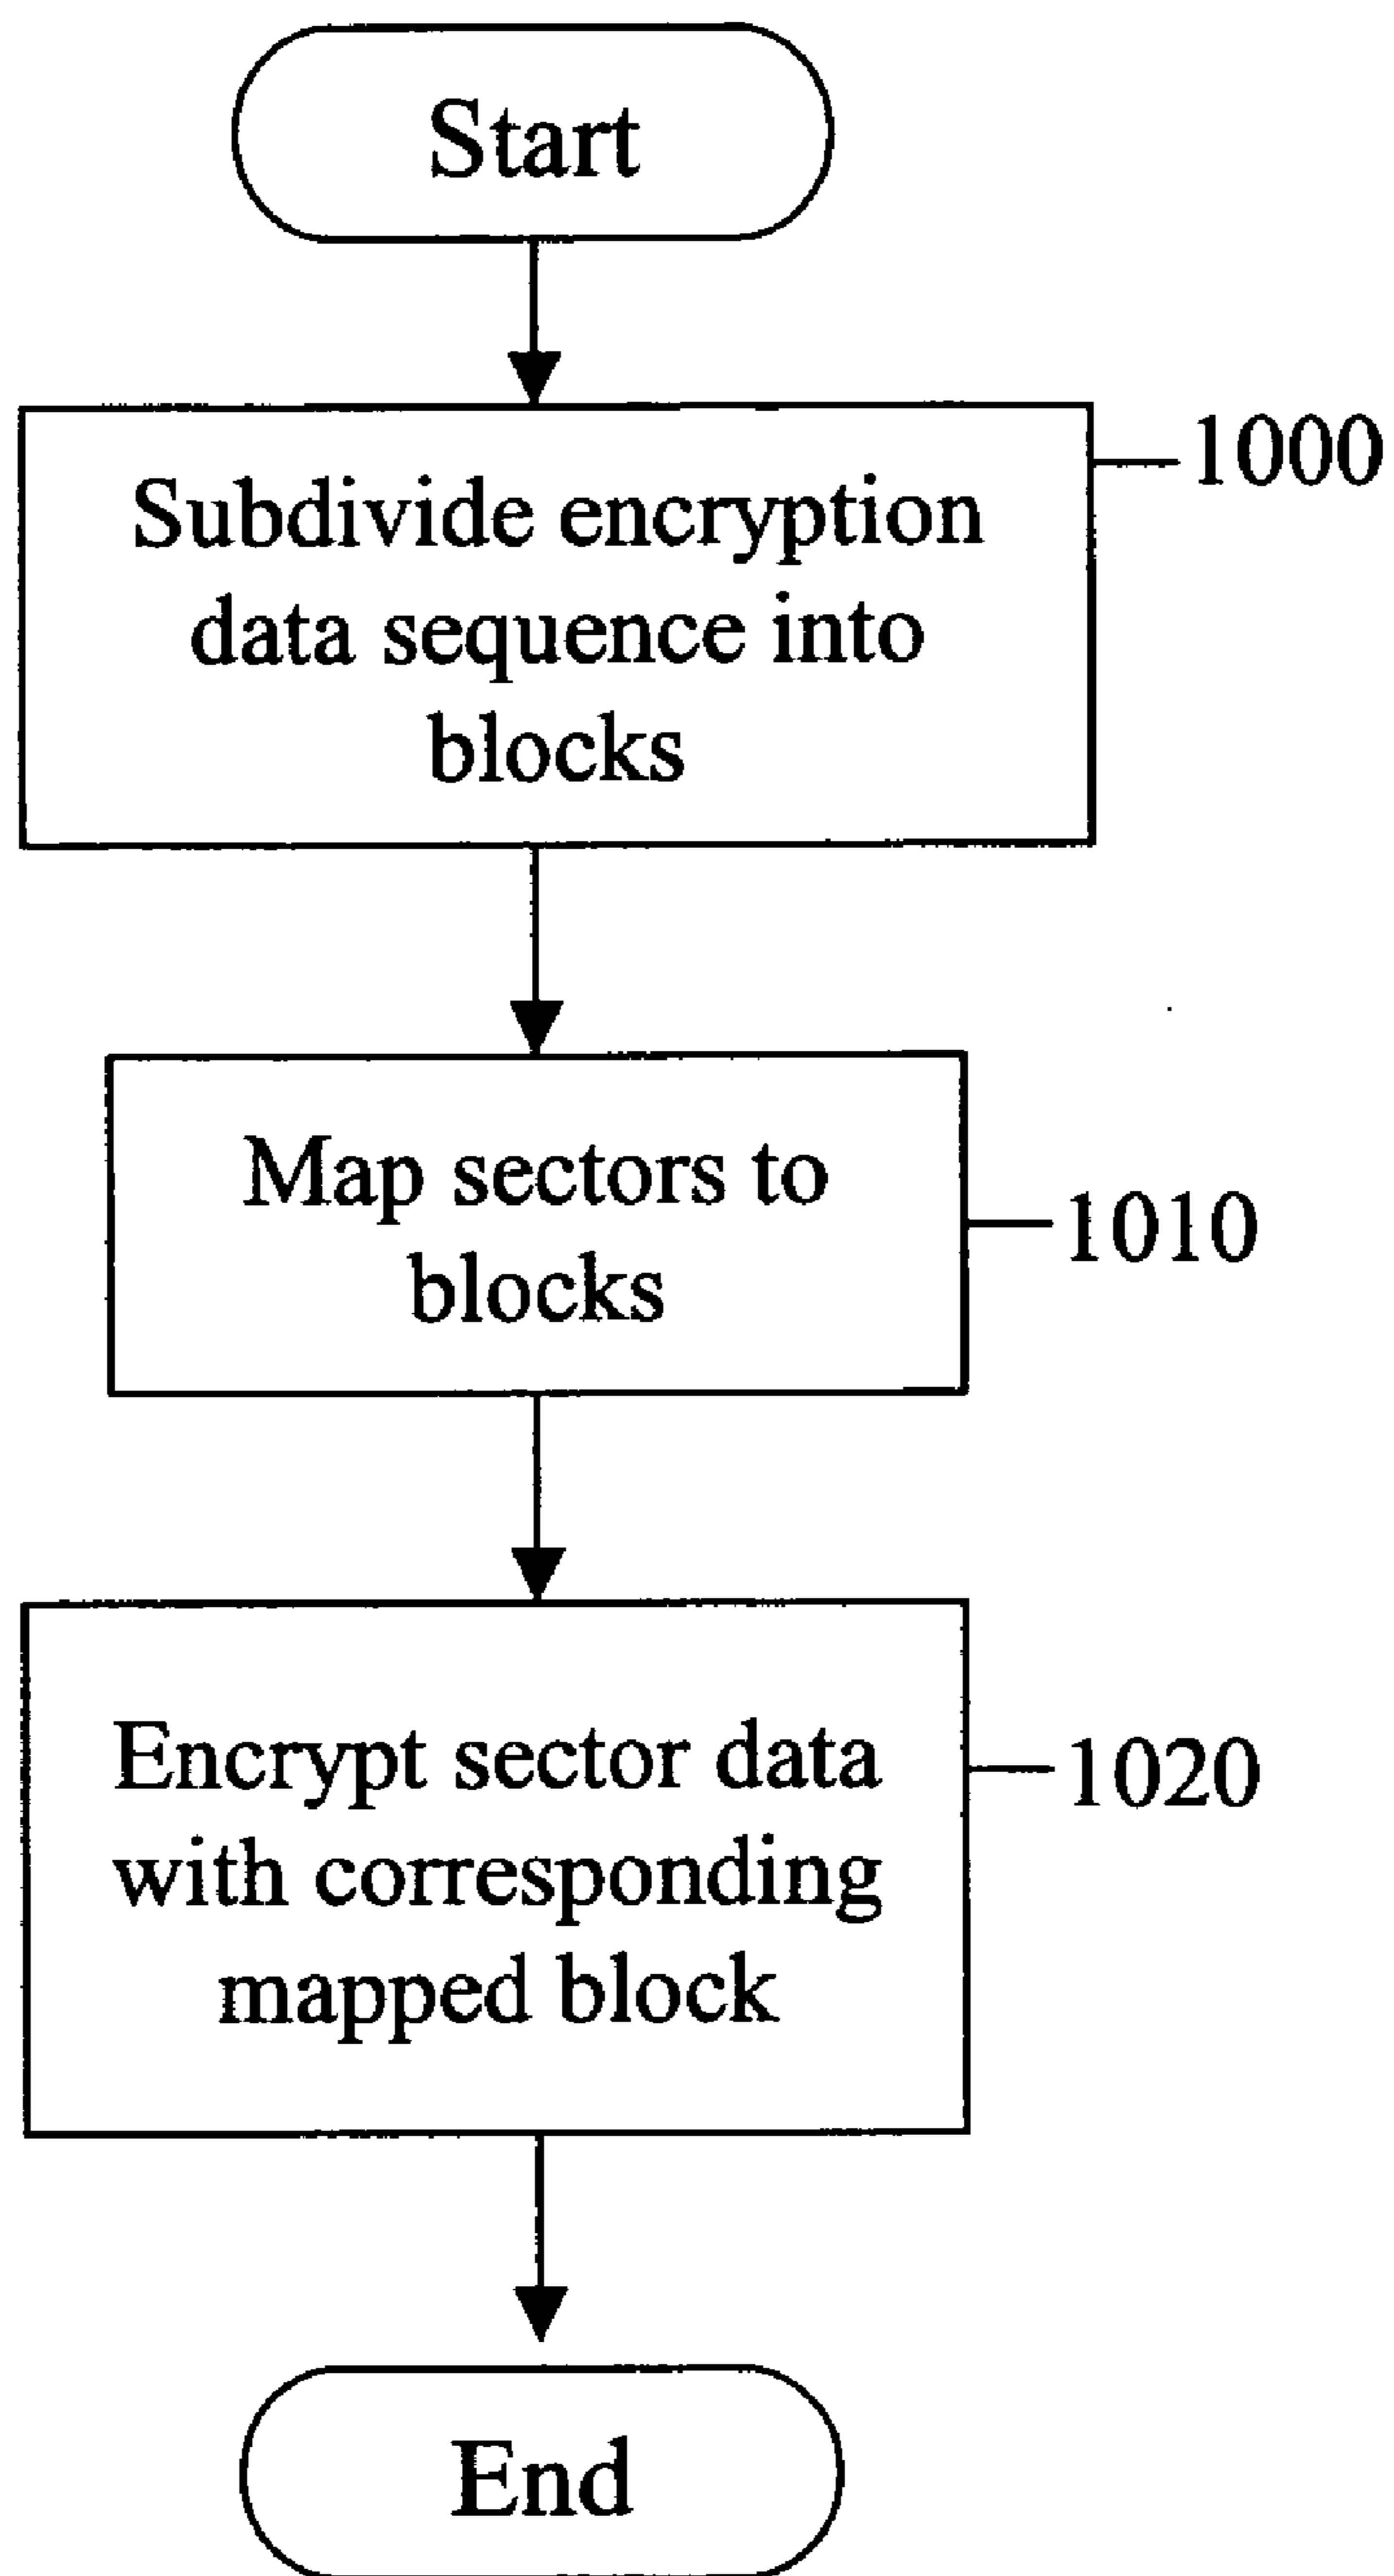 Start
Subdivide encryption
data sequence into
blocks
1000
Map sectors to
blocks
1010
Encrypt sector data
with corresponding
mapped block
1020
End